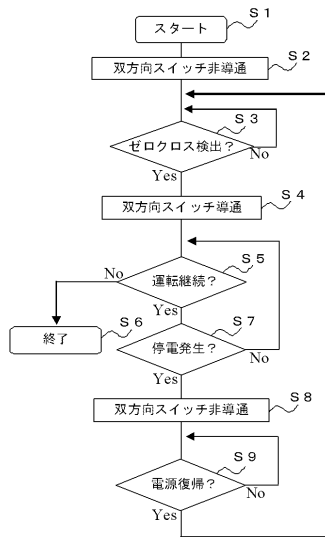 S1
スタート
S2
双方向スイッチ非導通
S3
ゼロクロス検出?
No
Yes
S4
双方向スイッチ導通
S5
No
運転継続?
Yes
S6
S7
終了
停電発生?
No
Yes
S8
双方向スイッチ非導通
S9
電源復帰?
No
Yes